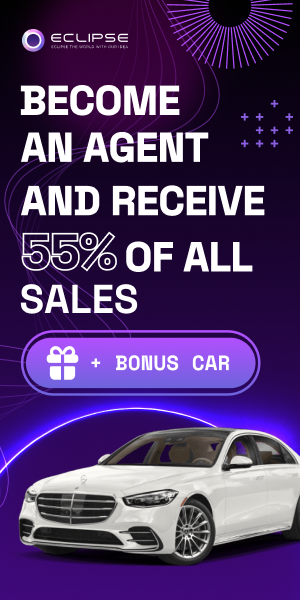 ECLIPSE
ECLIPSE THE WORLD WITH OUR IDEA
BECOME
AN AGENT
AND RECEIVE
55% OF ALL
SALES
+ BONUS CAR